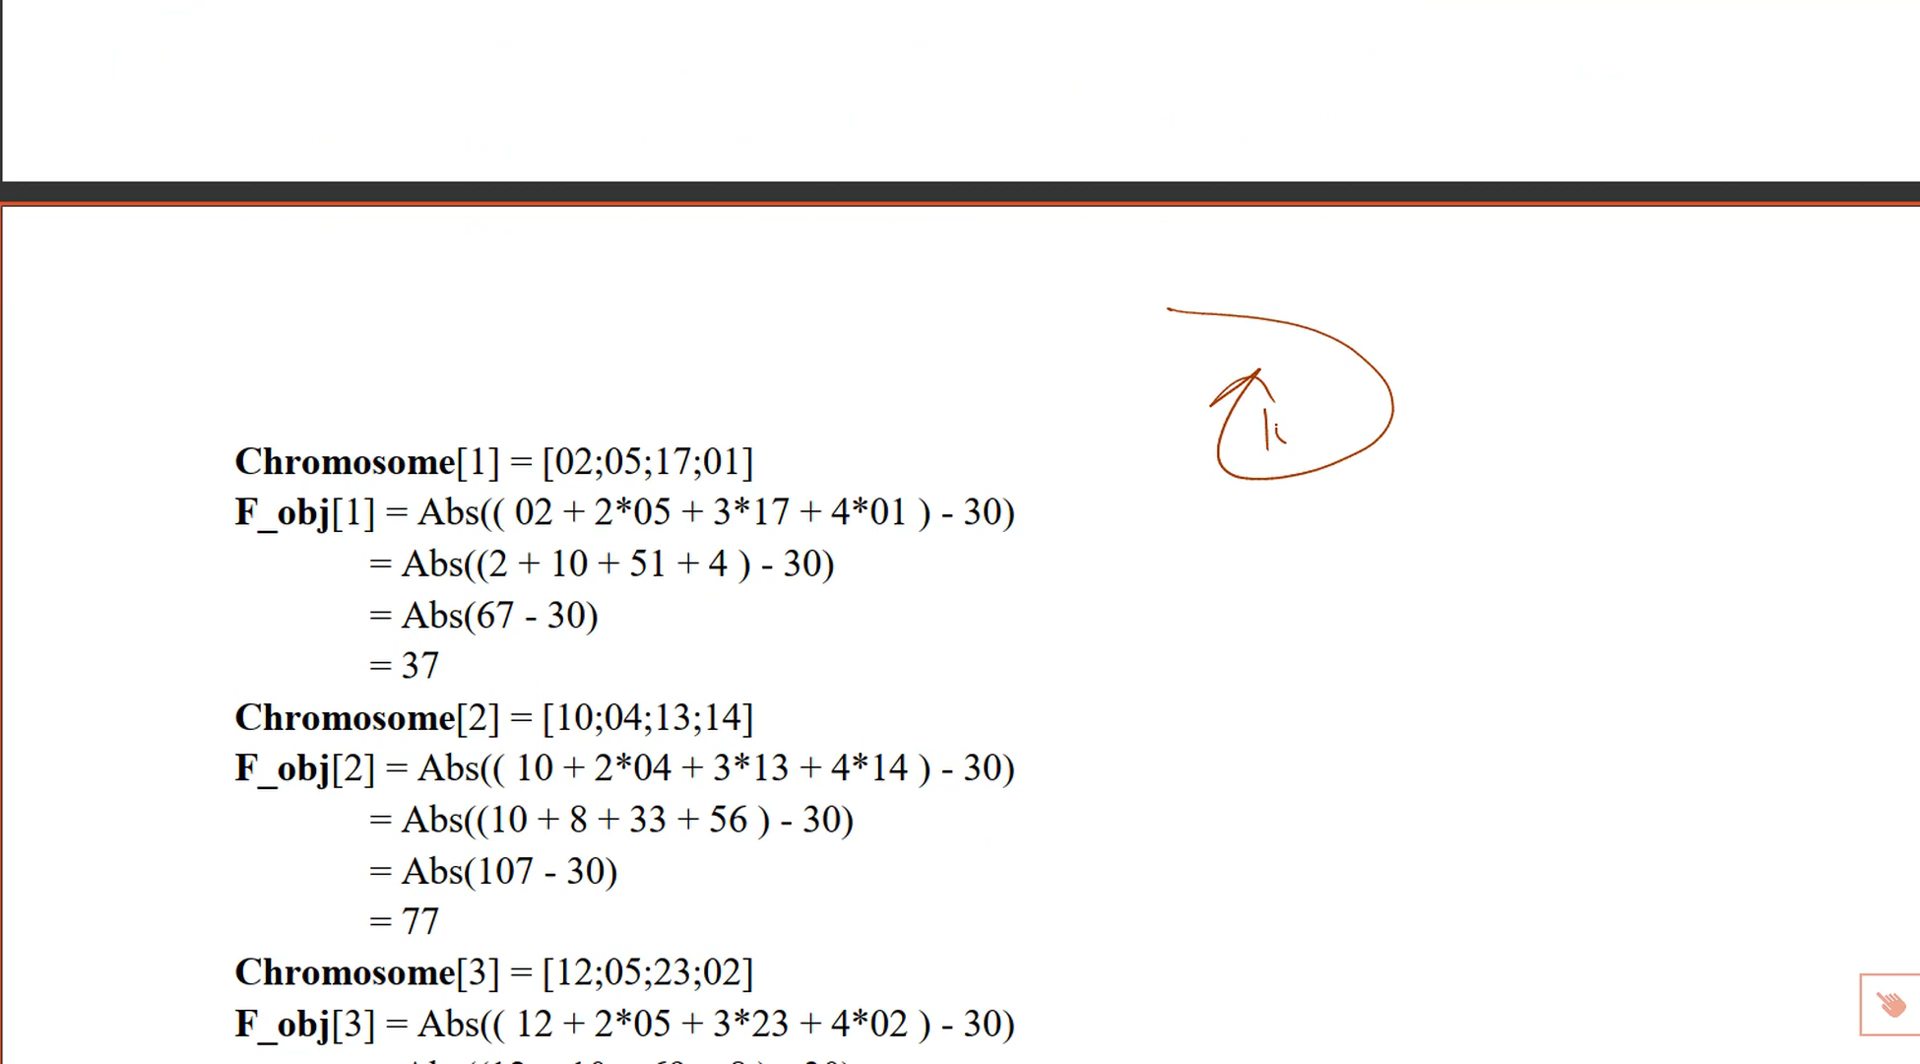 Chromosome[1] = [02;05;17;01]
F_obj[1] = Abs(( 02 + 2*05 + 3*17 + 4*01 ) - 30)
= Abs((2 + 10 + 51 + 4 ) - 30)
= Abs(67 - 30)
= 37
Chromosome[2] = [10;04;13;14]
F_obj[2] = Abs(( 10 + 2*04 + 3*13 + 4*14 ) - 30)
= Abs((10 + 8 + 33 + 56 ) - 30)
= Abs(107 - 30)
= 77
Chromosome[3] = [12;05;23;02]
F_obj[3] = Abs(( 12 + 2*05 + 3*23 + 4*02 ) - 30)